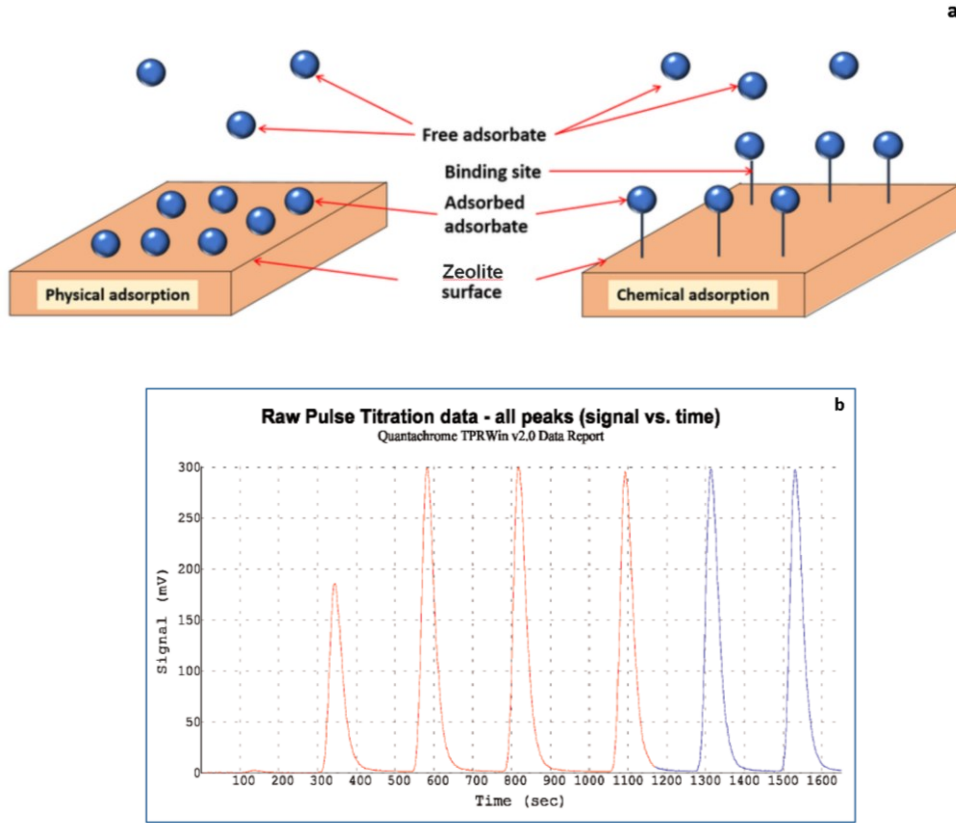 a
Free adsorbate
Binding site
Adsorbed
adsorbate
Zeolite
surface
Physical adsorption
Chemical adsorption
b
Raw Pulse Titration data - all peaks (signal vs. time)
Quantachrome TPRWin v2.0 Data Report
300
250
200
150
100
50
0
Signal (mV)
100 200 300 400 500 600 700 800 900 1000 1100 1200 1300 1400 1500 1600
Time (sec)